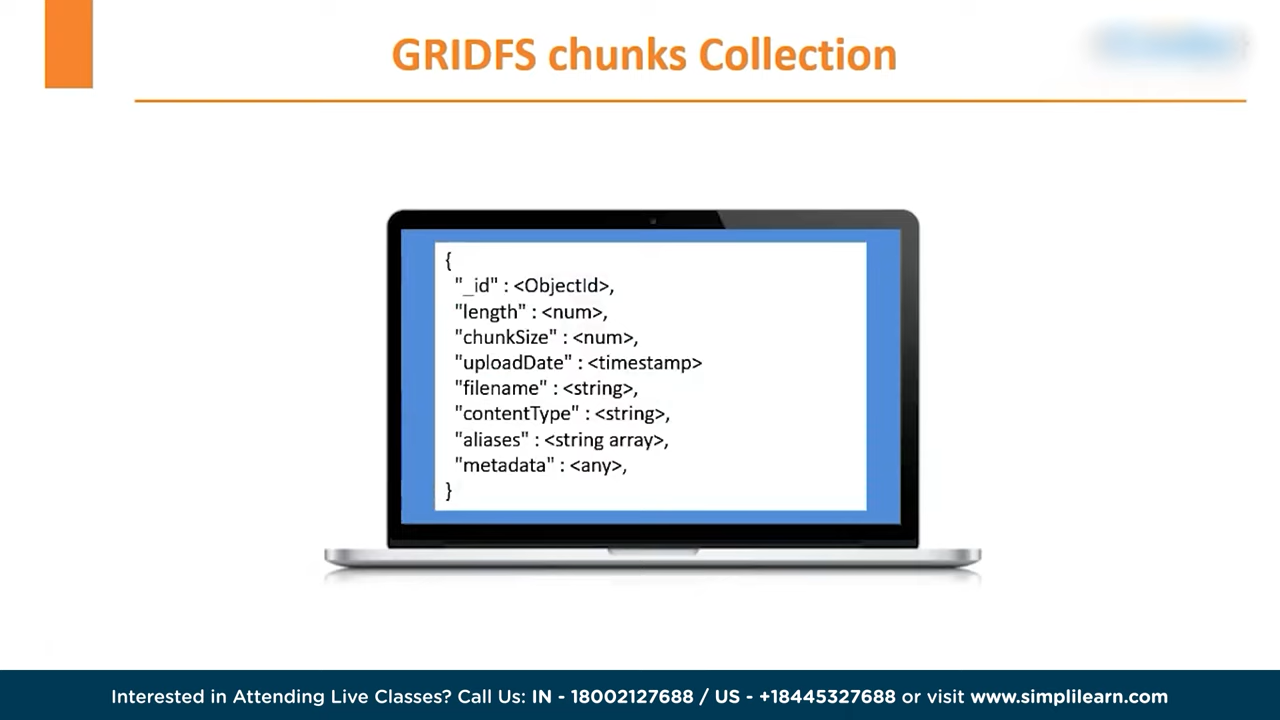 GRIDFS chunks Collection
{
"_id" : <ObjectId>,
"length" : <num>,
"chunkSize" : <num>,
"uploadDate" : <timestamp>
"filename" : <string>,
"contentType" : <string>,
"aliases" : <string array>,
"metadata" : <any>,
}
Interested in Attending Live Classes? Call Us: IN - 18002127688 / US - +18445327688 or visit www.simplilearn.com